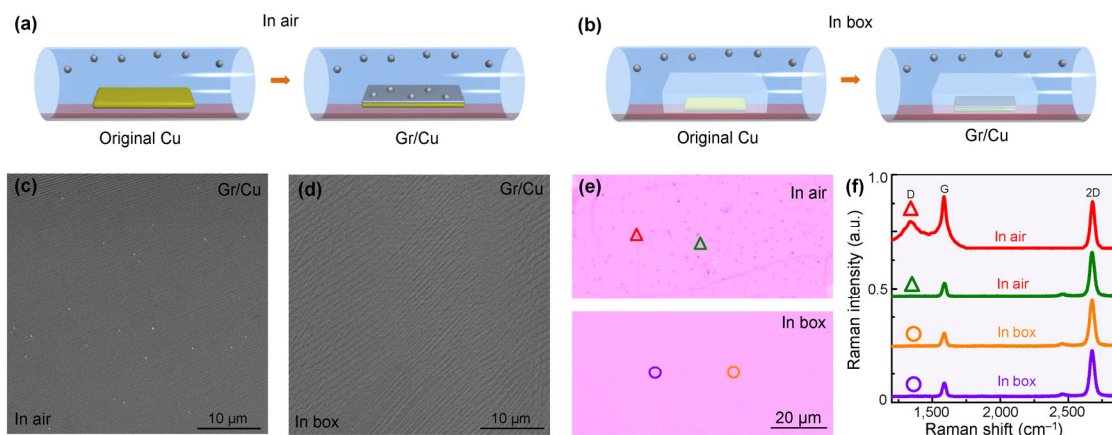 (a)
In air
Original Cu
Gr/Cu
(b)
In box
Original Cu
Gr/Cu
(c)
Gr/Cu
In air
10 μm
(d)
Gr/Cu
In box
10 μm
(e)
In air
In box
20 μm
(f)
1.0
0.5
0
Raman intensity (a.u.)
D
G
2D
In air
In air
In box
In box
1,500
2,000
2,500
Raman shift (cm⁻¹)